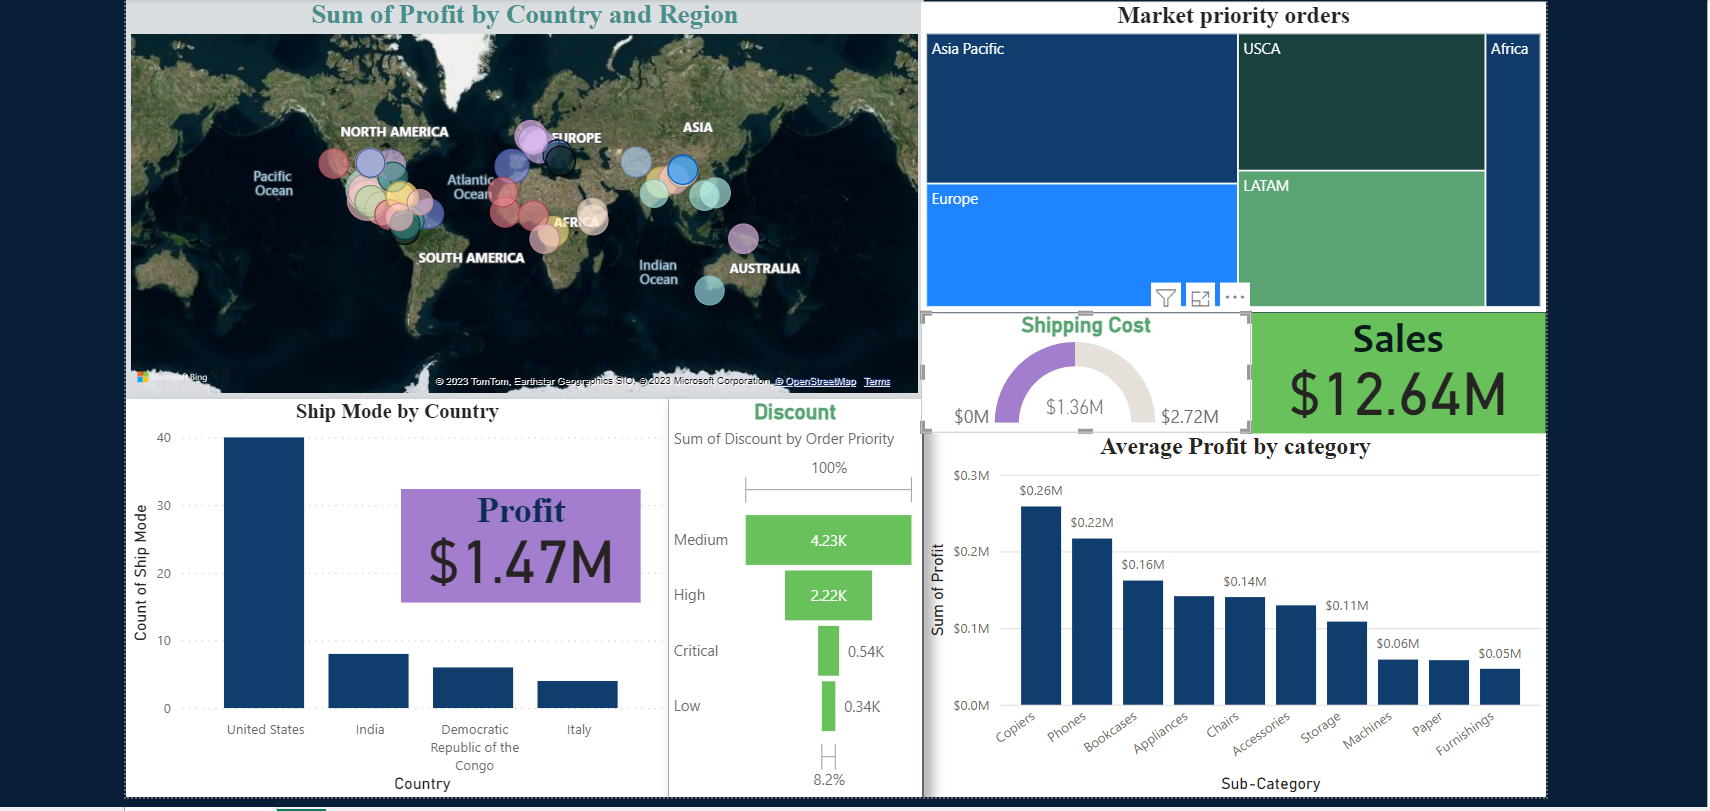 Sum of Profit by Country and Region
NORTH AMERICA
EUROPE
ASIA
Pacific
Ocean
Atlantic
Ocean
AFRICA
SOUTH AMERICA
Indian
Ocean
AUSTRALIA
Microsoft Bing
© 2023 TomTom, Earthstar Geographics SIO, © 2023 Microsoft Corporation, © OpenStreetMap Terms
Market priority orders
Asia Pacific
USCA
Africa
Europe
LATAM
Shipping Cost
$0M
$1.36M
$2.72M
Sales
$12.64M
Ship Mode by Country
Count of Ship Mode
40
30
20
10
0
Profit
$1.47M
United States
India
Democratic
Republic of the
Congo
Italy
Country
Discount
Sum of Discount by Order Priority
100%
Medium
4.23K
High
2.22K
Critical
0.54K
Low
0.34K
8.2%
Average Profit by category
Sum of Profit
$0.3M
$0.2M
$0.1M
$0.0M
$0.26M
$0.22M
$0.16M
$0.14M
$0.11M
$0.06M
$0.05M
Copiers
Phones
Bookcases
Appliances
Chairs
Accessories
Storage
Machines
Paper
Furnishings
Sub-Category